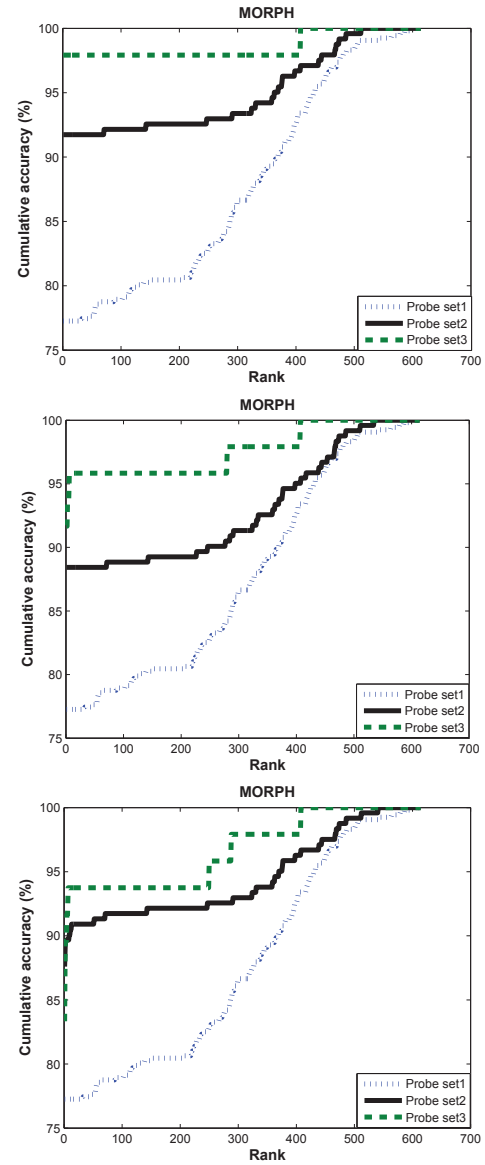 MORPH
100
95
90
85
80
75
Cumulative accuracy (%)
Probe set1
Probe set2
Probe set3
0 100 200 300 400 500 600 700
Rank
MORPH
100
95
90
85
80
75
Cumulative accuracy (%)
Probe set1
Probe set2
Probe set3
0 100 200 300 400 500 600 700
Rank
MORPH
100
95
90
85
80
75
Cumulative accuracy (%)
Probe set1
Probe set2
Probe set3
0 100 200 300 400 500 600 700
Rank